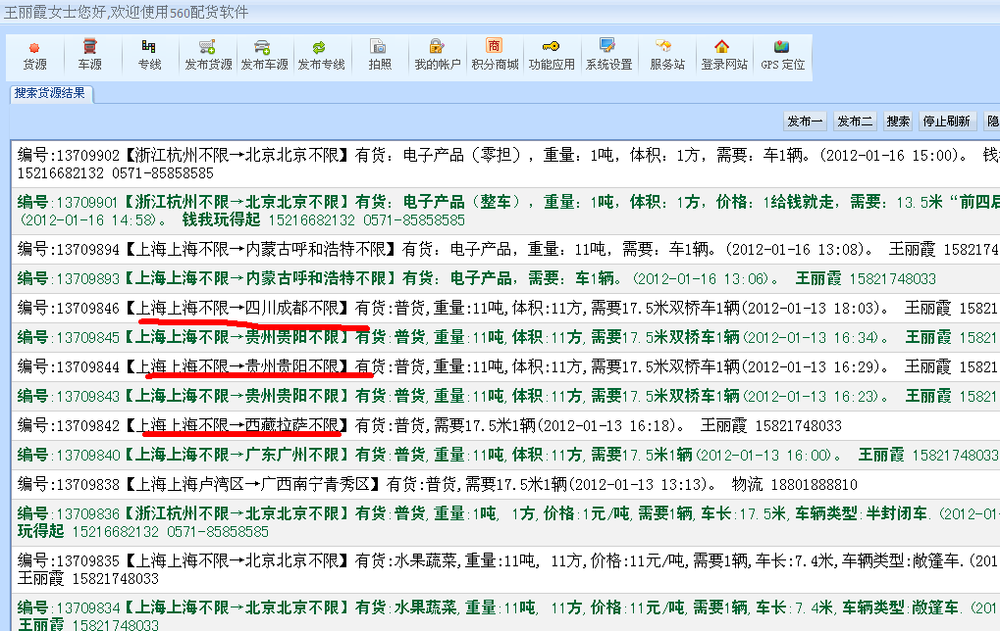 王丽霞女士您好,欢迎使用560配货软件
货源 车源 专线 发布货源 发布车源 发布专线 拍照 我的帐户 积分商城 功能应用 系统设置 服务站 登录网站 GPS 定位
搜索货源结果
发布一 发布二 搜索 停止刷新 隐
编号:13709902【浙江杭州不限→北京北京不限】有货：电子产品（零担），重量：1吨，体积：1方，需要：车1辆。(2012-01-16 15:00)。 钱
15216682132 0571-85858585
编号:13709901【浙江杭州不限→北京北京不限】有货：电子产品（整车），重量：1吨，体积：1方，价格：1给钱就走，需要：13.5米“前四后
(2012-01-16 14:58)。 钱我玩得起 15216682132 0571-85858585
编号:13709894【上海上海不限→内蒙古呼和浩特不限】有货：电子产品，重量：11吨，需要：车1辆。(2012-01-16 13:08)。 王丽霞 1582174
编号:13709893【上海上海不限→内蒙古呼和浩特不限】有货：电子产品，需要：车1辆。(2012-01-16 13:06)。 王丽霞 15821748033
编号:13709846【上海上海不限→四川成都不限】有货:普货,重量:11吨,体积:11方,需要17.5米双桥车1辆(2012-01-13 18:03)。 王丽霞 15821
编号:13709845【上海上海不限→贵州贵阳不限】有货:普货,重量:11吨,体积:11方,需要17.5米双桥车1辆(2012-01-13 16:34)。 王丽霞 15821
编号:13709844【上海上海不限→贵州贵阳不限】有货:普货,重量:11吨,体积:11方,需要17.5米双桥车1辆(2012-01-13 16:29)。 王丽霞 15821
编号:13709843【上海上海不限→贵州贵阳不限】有货:普货,重量:11吨,体积:11方,需要17.5米双桥车1辆(2012-01-13 16:23)。 王丽霞 15821
编号:13709842【上海上海不限→西藏拉萨不限】有货:普货,需要17.5米1辆(2012-01-13 16:18)。 王丽霞 15821748033
编号:13709840【上海上海不限→广东广州不限】有货:普货,重量:11吨,体积:11方,需要17.5米1辆(2012-01-13 16:00)。 王丽霞 15821748033
编号:13709838【上海上海卢湾区→广西南宁青秀区】有货:普货,需要17.5米1辆(2012-01-13 13:13)。 物流 18801888810
编号:13709836【浙江杭州不限→北京北京不限】有货:普货,重量:1吨, 1方,价格:1元/吨,需要1辆,车长:17.5米,车辆类型:半封闭车.(2012-01-
玩得起 15216682132 0571-85858585
编号:13709835【上海上海不限→北京北京不限】有货:水果蔬菜,重量:11吨, 11方,价格:11元/吨,需要1辆,车长:7.4米,车辆类型:敞篷车.(201
王丽霞 15821748033
编号:13709834【上海上海不限→北京北京不限】有货:水果蔬菜,重量:11吨, 11方,价格:11元/吨,需要1辆,车长:7.4米,车辆类型:敞篷车.(201
王丽霞 15821748033